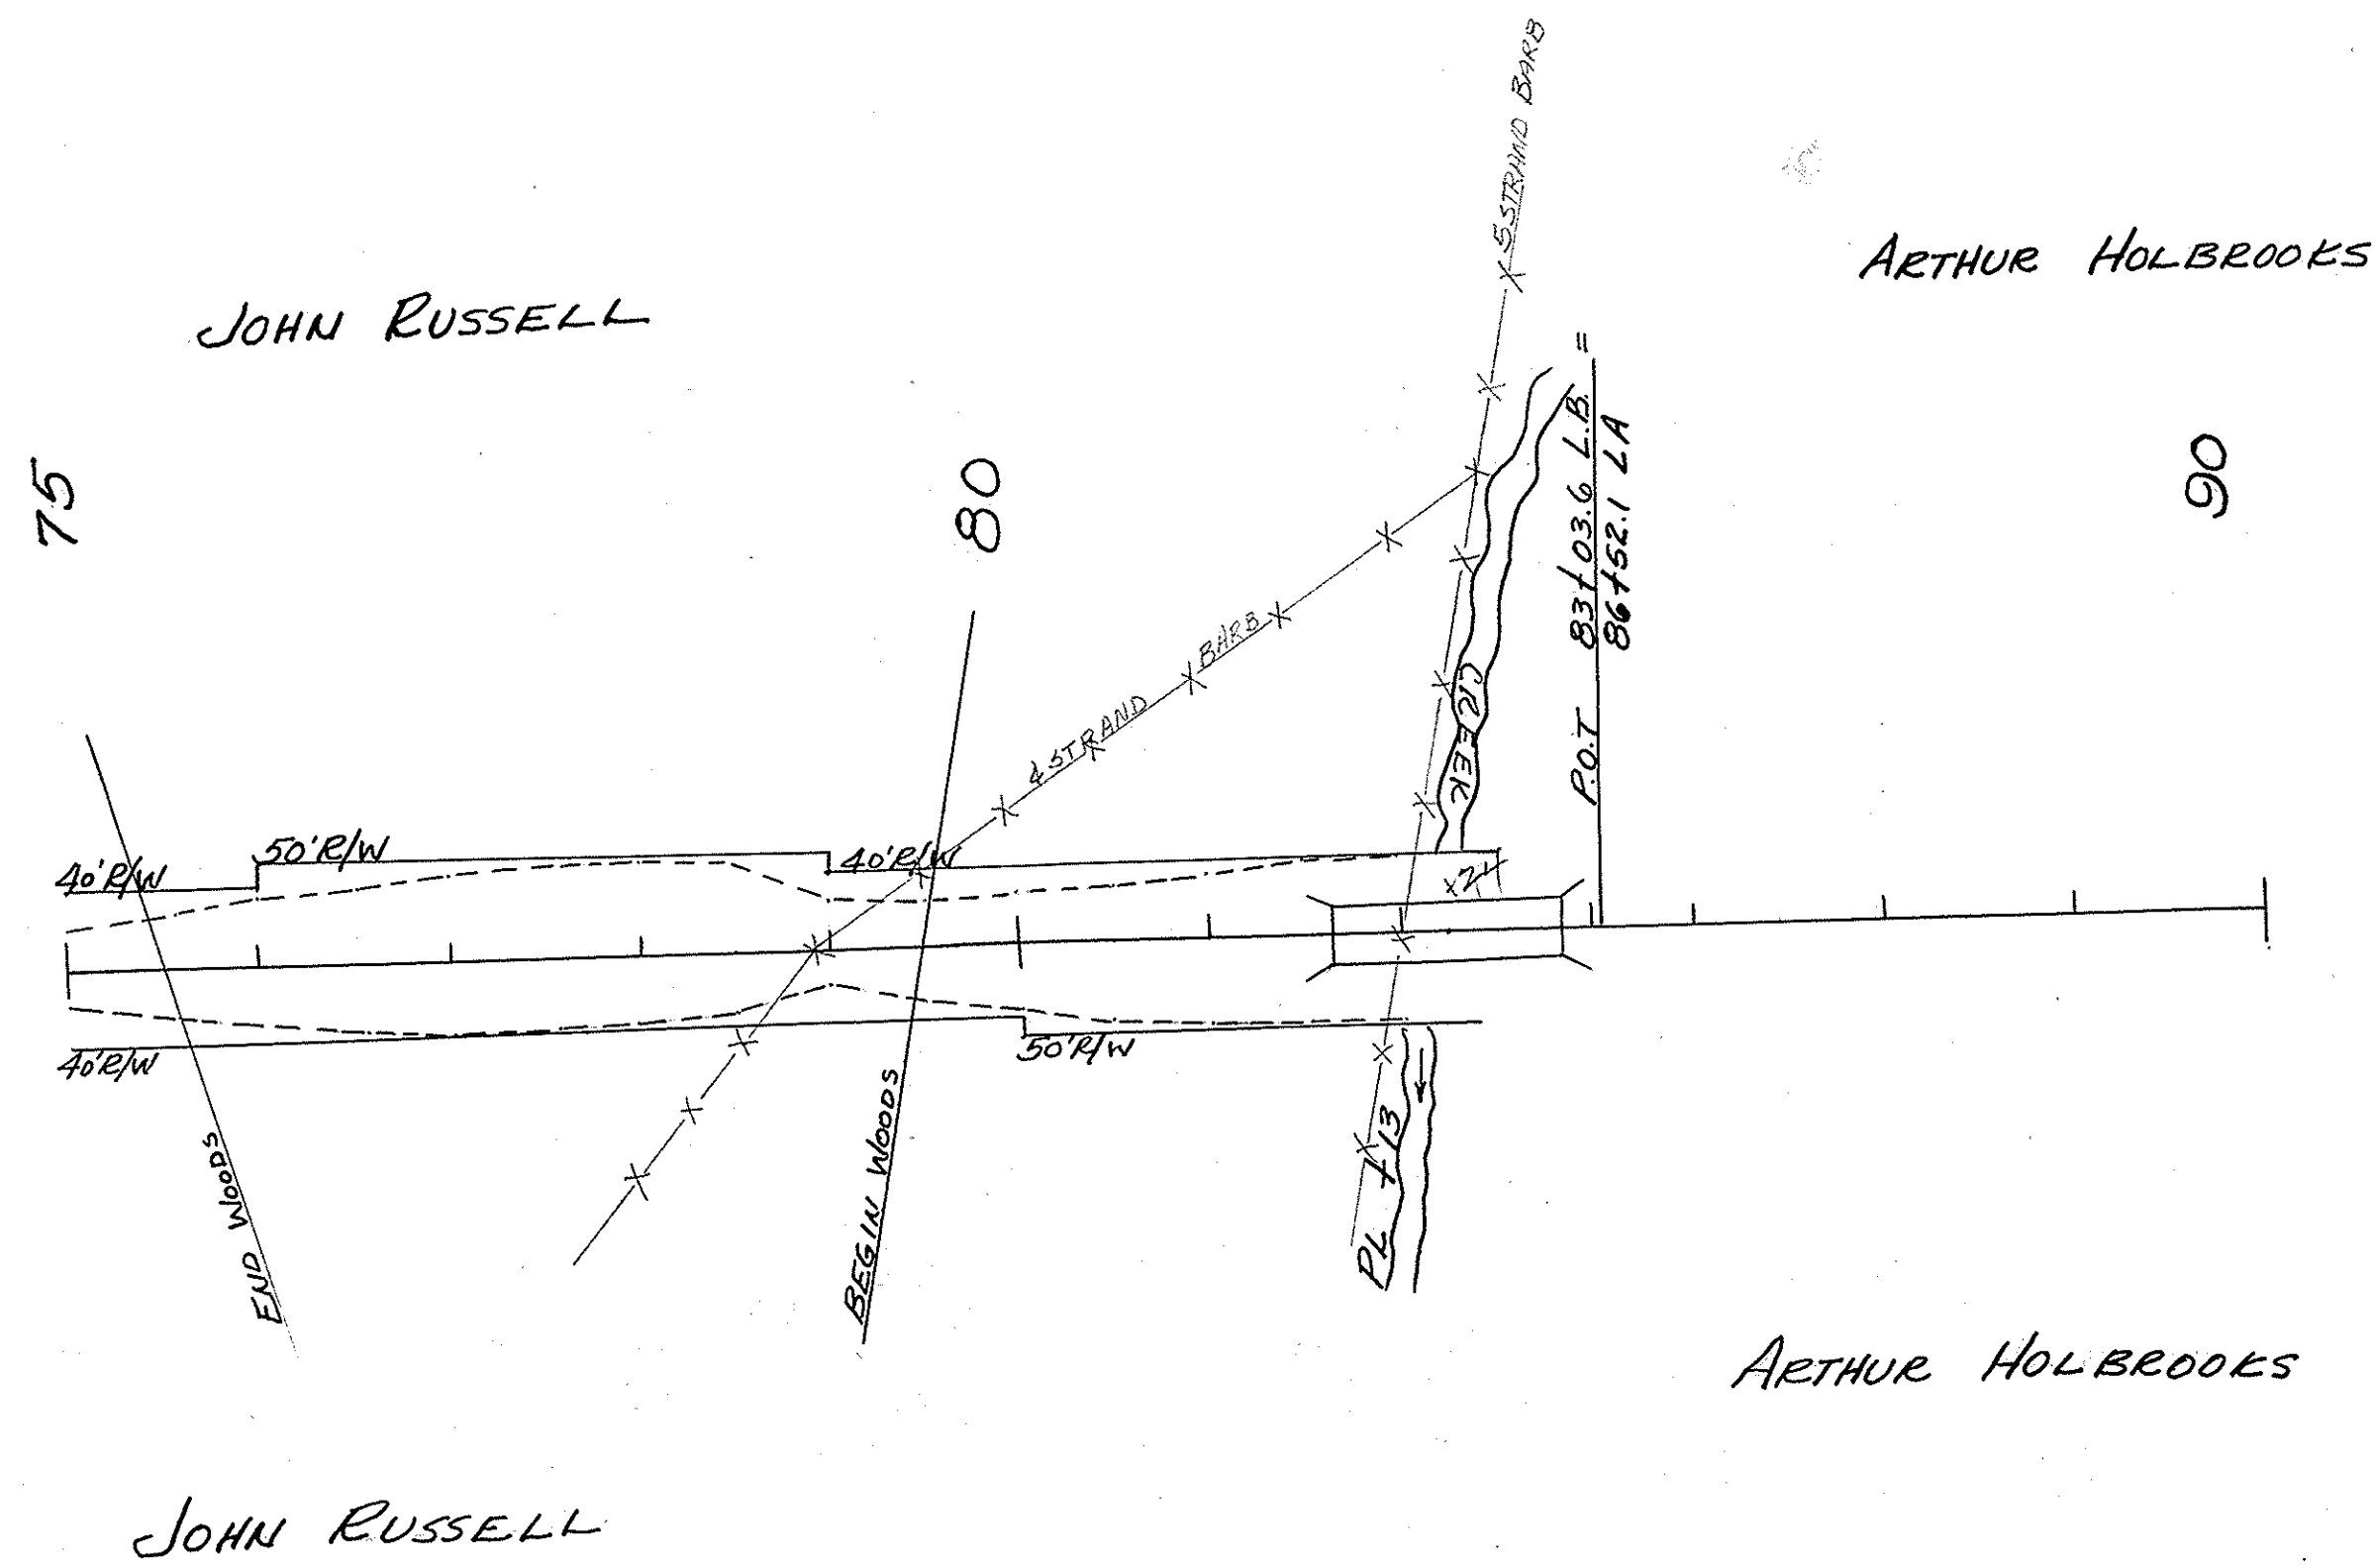 5 STRAND BARB
ARTHUR HOLBROOKS
JOHN RUSSELL
75
80
90
P.O.T 83+03.6 L.B. =
86+52.1 LA
4 STRAND BARB
CREEK
40'R/W
50'R/W
40'R/W
40'R/W
50'R/W
END WOODS
BEGIN WOODS
PL +13
ARTHUR HOLBROOKS
JOHN RUSSELL